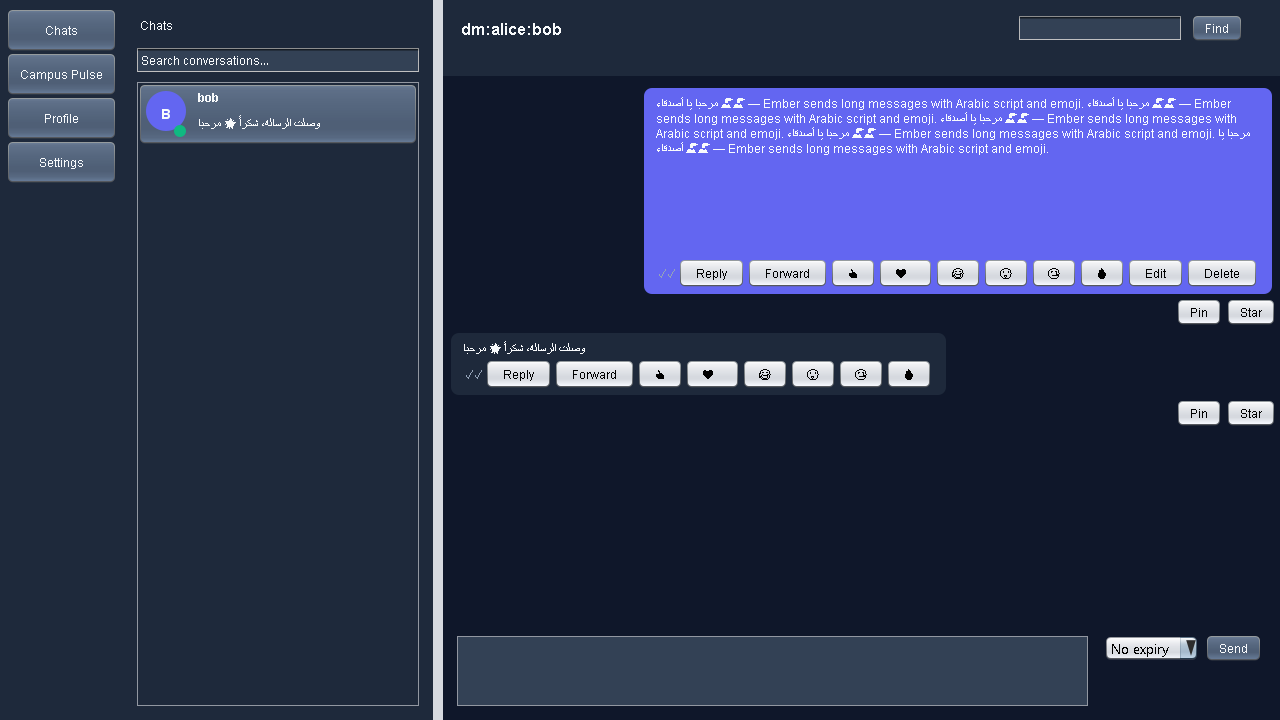 Chats
Campus Pulse
Profile
Settings
Chats
Search conversations...
B
bob
وصلت الرسالة، شكراً 🌟 مرحبا
dm:alice:bob
Find
مرحبا يا أصدقاء — Ember sends long messages with Arabic script and emoji. مرحبا يا أصدقاء — Ember
sends long messages with Arabic script and emoji. مرحبا يا أصدقاء — Ember sends long messages with
Arabic script and emoji. مرحبا يا أصدقاء — Ember sends long messages with Arabic script and emoji. مرحبا يا
أصدقاء — Ember sends long messages with Arabic script and emoji.
✓✓ Reply Forward Edit Delete
Pin Star
وصلت الرسالة، شكراً 🌟 مرحبا
✓✓ Reply Forward
Pin Star
No expiry
Send